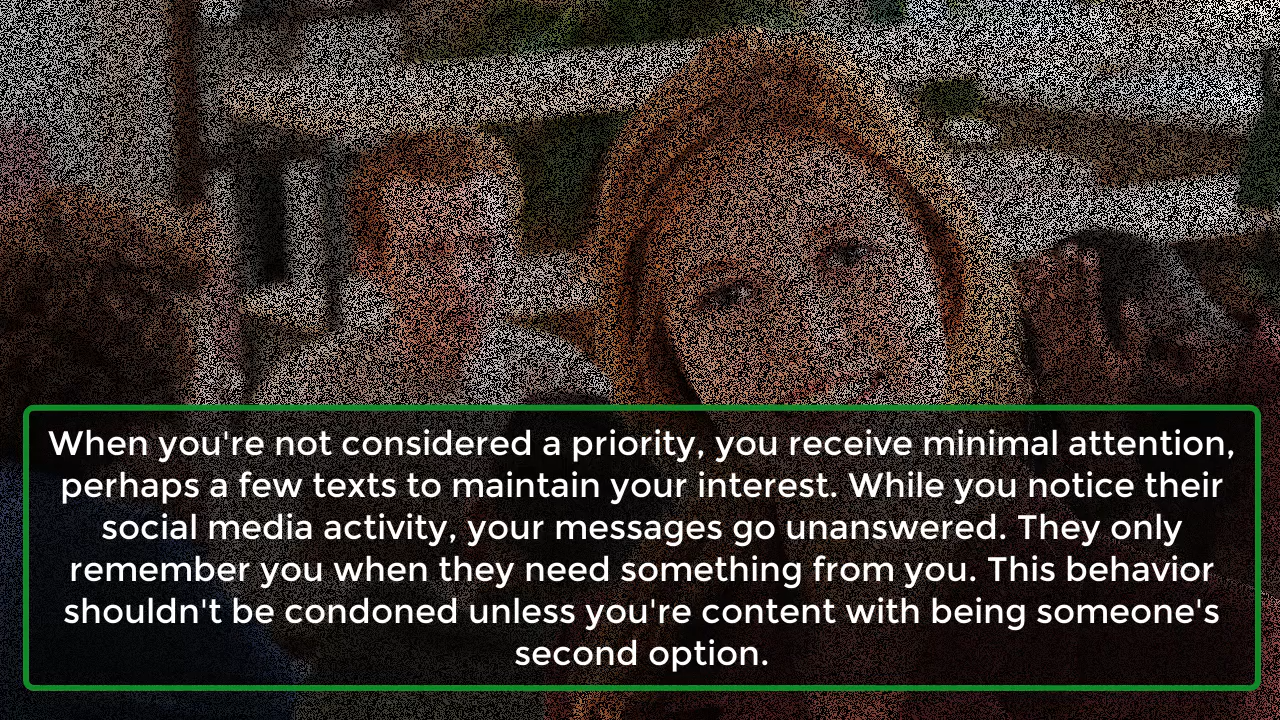 When you're not considered a priority, you receive minimal attention,
perhaps a few texts to maintain your interest. While you notice their
social media activity, your messages go unanswered. They only
remember you when they need something from you. This behavior
shouldn't be condoned unless you're content with being someone's
second option.